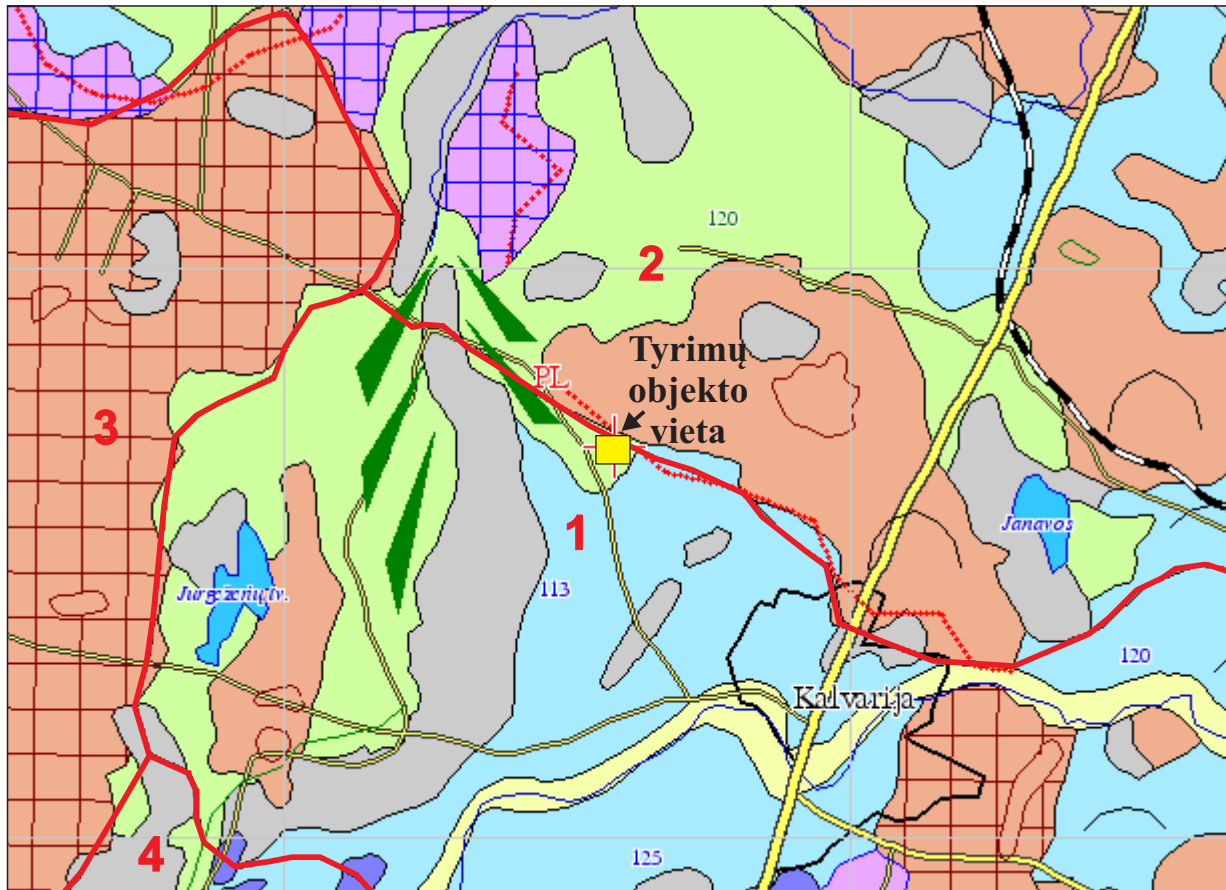 120
2
Tyrimų
objekto
vieta
PL
3
1
Janavos
Jurgežerių tv.
113
120
Kalvarija
4
125